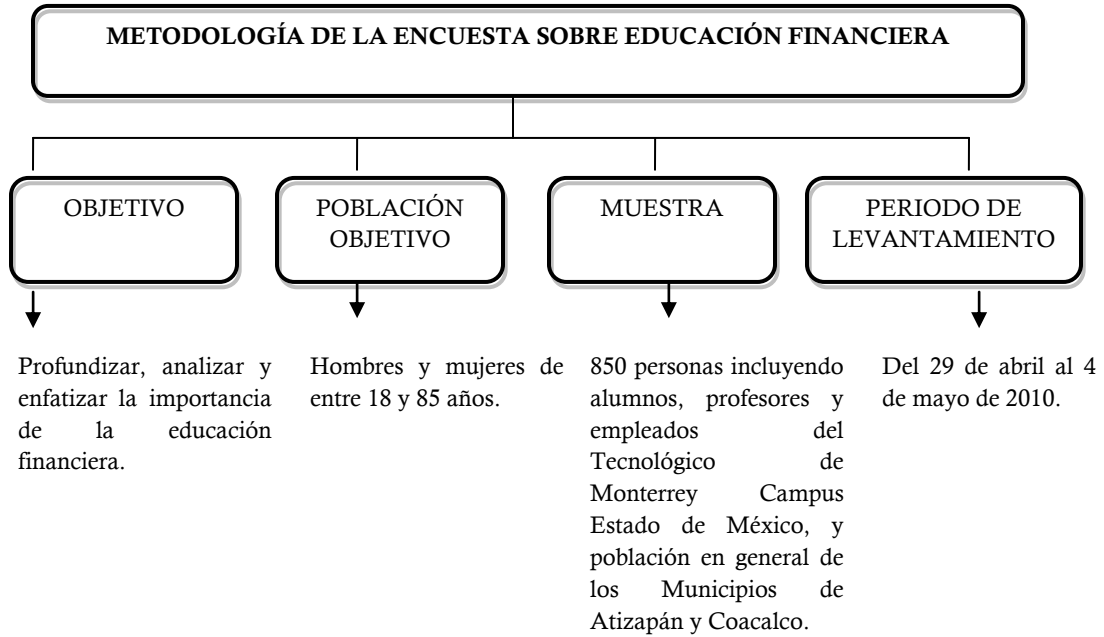 METODOLOGÍA DE LA ENCUESTA SOBRE EDUCACIÓN FINANCIERA
OBJETIVO
Profundizar, analizar y
enfatizar la importancia
de la educación
financiera.
POBLACIÓN
OBJETIVO
Hombres y mujeres de
entre 18 y 85 años.
MUESTRA
850 personas incluyendo
alumnos, profesores y
empleados del
Tecnológico de
Monterrey Campus
Estado de México, y
población en general de
los Municipios de
Atizapán y Coacalco.
PERIODO DE
LEVANTAMIENTO
Del 29 de abril al 4
de mayo de 2010.